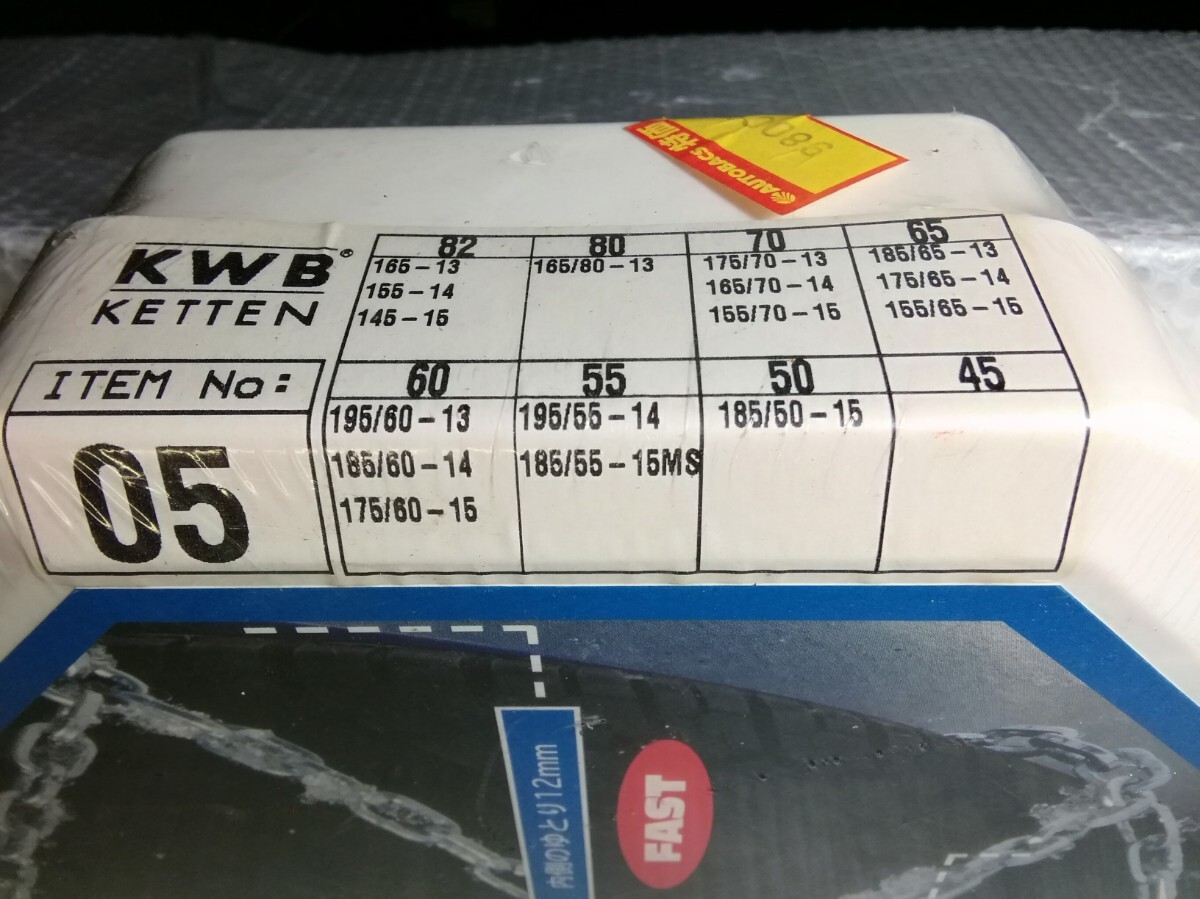 AUTOBACS 特価
5800
KWB®
KETTEN
ITEM No:
05
82 80 70 65
165-13 165/80-13 175/70-13 185/65-13
155-14 165/70-14 175/65-14
145-15 155/70-15 155/65-15
60 55 50 45
195/60-13 195/55-14 185/50-15
185/60-14 185/55-15MS
175/60-15
内側のゆとり12mm
FAST